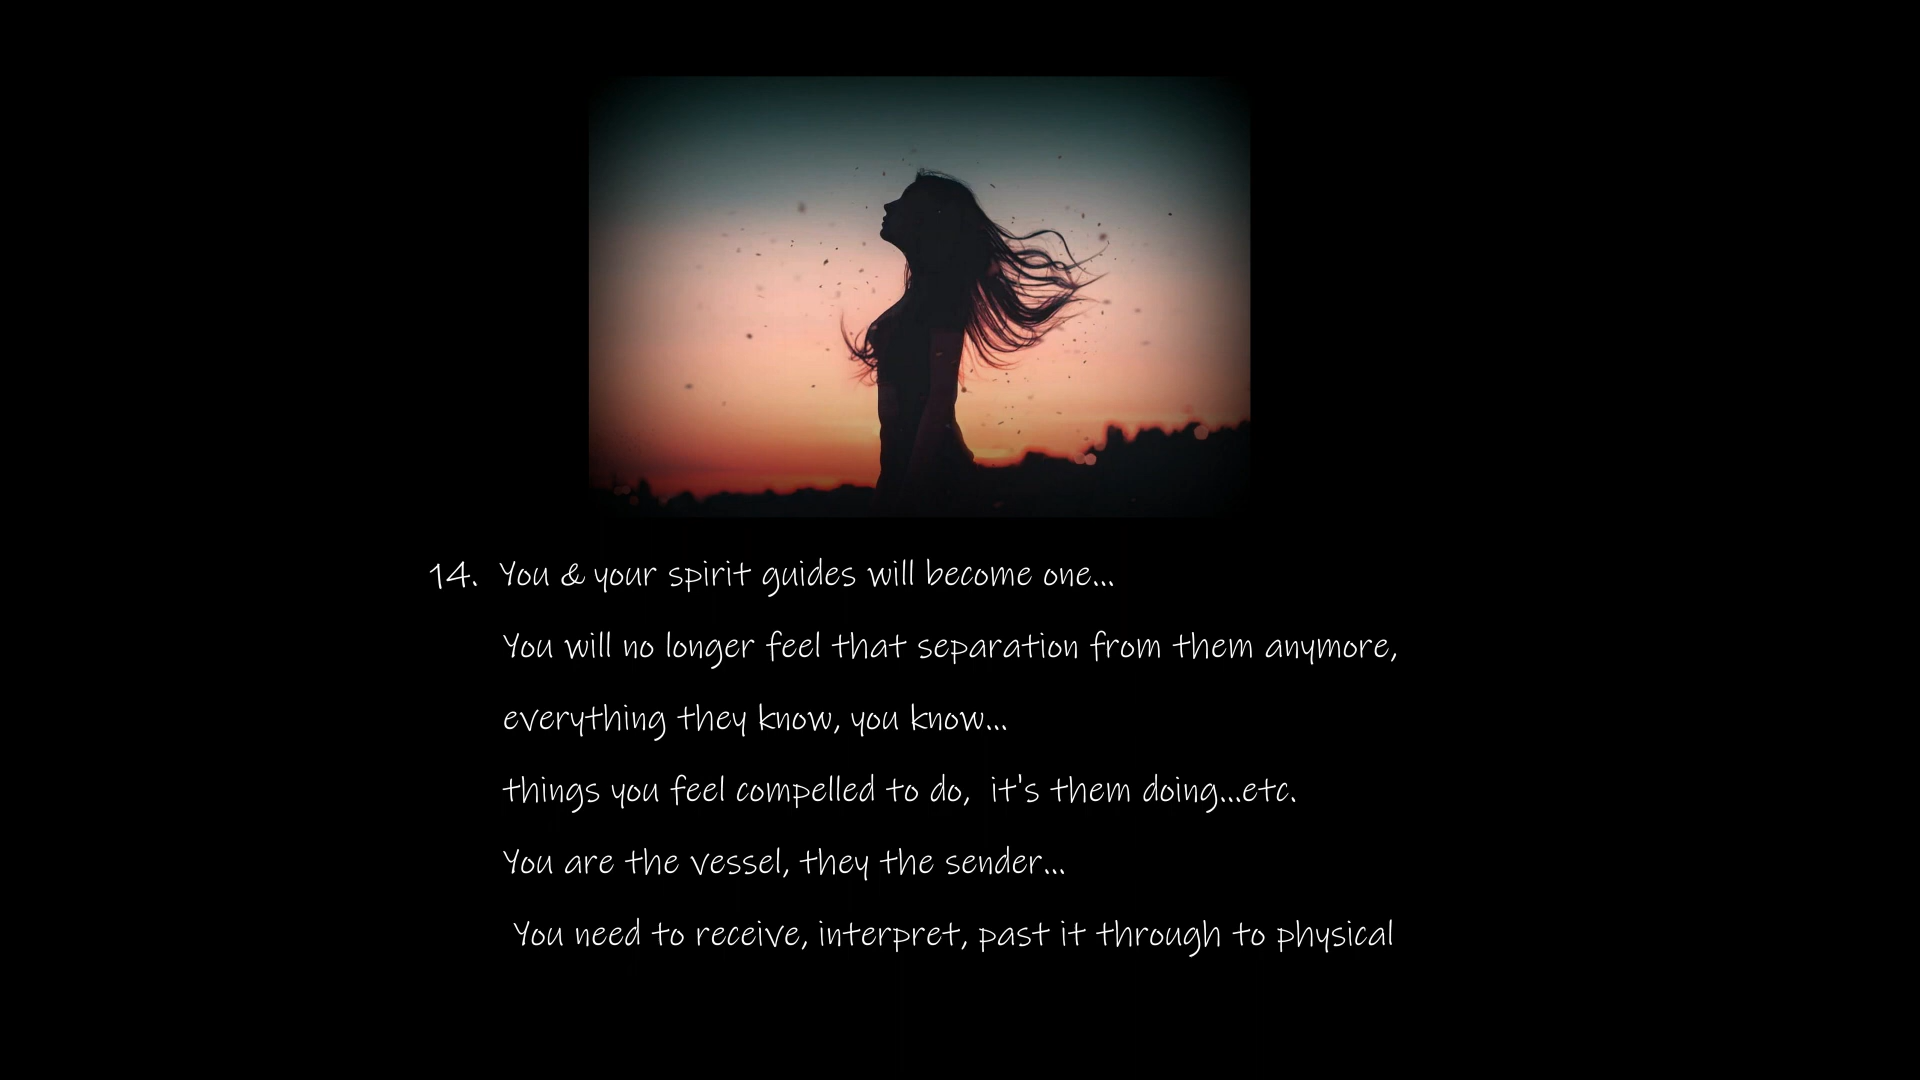 14. You & your spirit guides will become one...
You will no longer feel that separation from them anymore,
everything they know, you know...
things you feel compelled to do, it's them doing...etc.
You are the vessel, they the sender...
You need to receive, interpret, past it through to physical